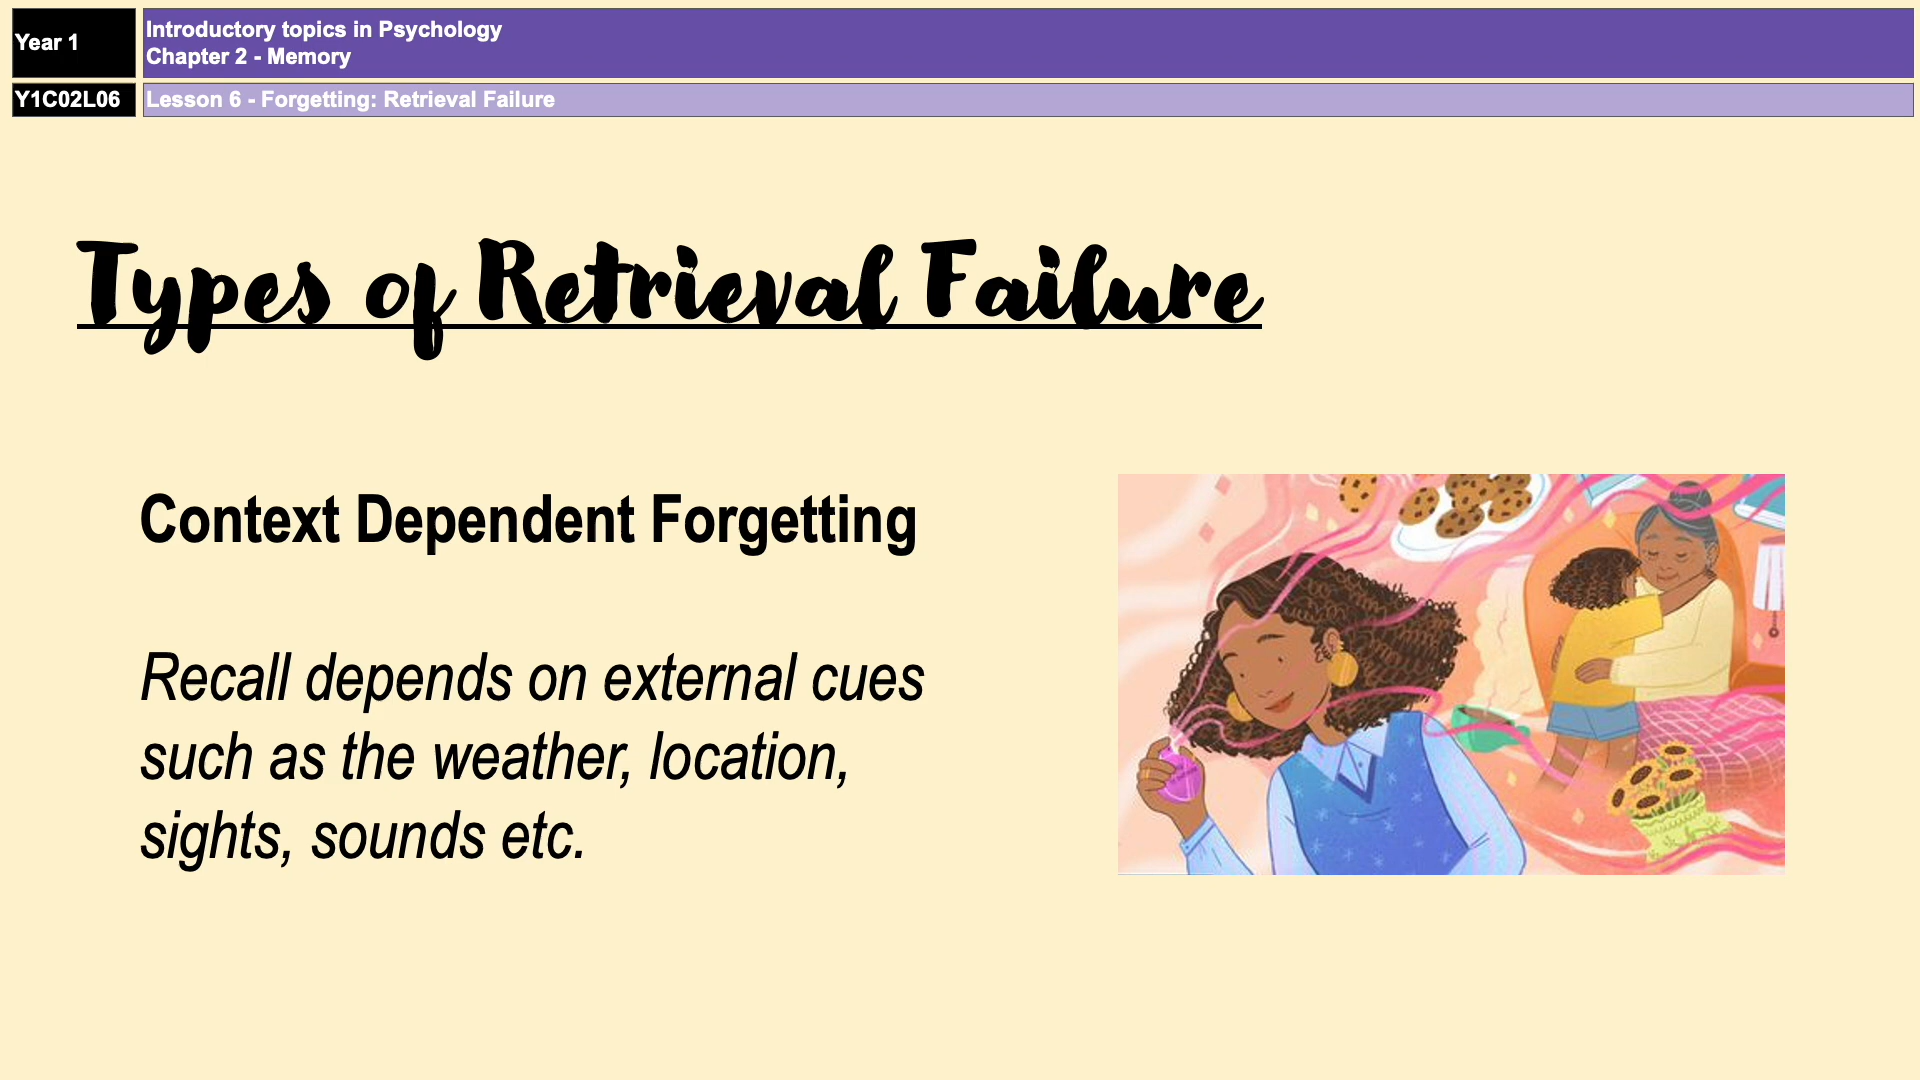 Year 1
Introductory topics in Psychology
Chapter 2 - Memory
Y1C02L06
Lesson 6 - Forgetting: Retrieval Failure
Types of Retrieval Failure
Context Dependent Forgetting
Recall depends on external cues
such as the weather, location,
sights, sounds etc.